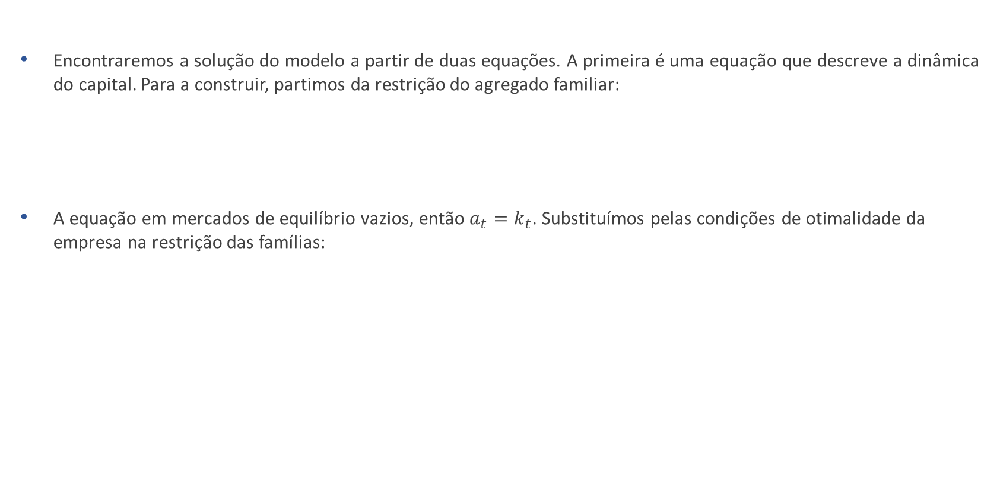 • Encontraremos a solução do modelo a partir de duas equações. A primeira é uma equação que descreve a dinâmica
do capital. Para a construir, partimos da restrição do agregado familiar:
• A equação em mercados de equilíbrio vazios, então 𝑎ₜ = 𝑘ₜ. Substituímos pelas condições de otimalidade da
empresa na restrição das famílias: